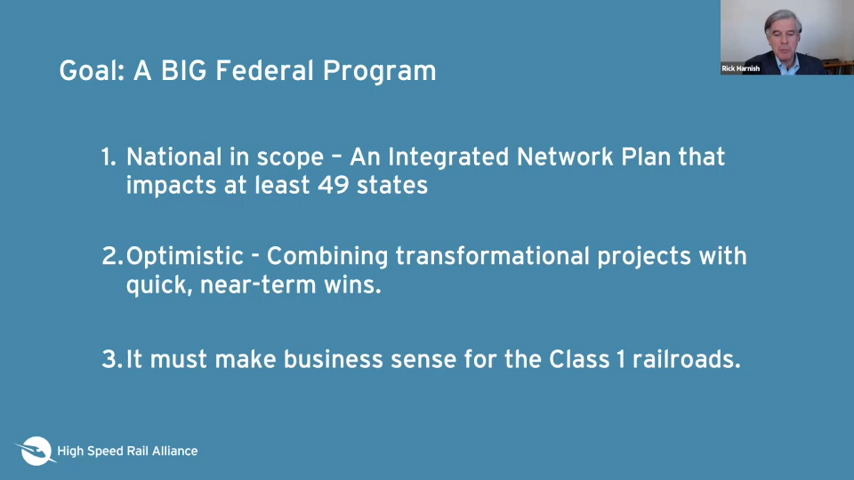 Goal: A BIG Federal Program
Rick Harnish
1. National in scope – An Integrated Network Plan that
impacts at least 49 states
2. Optimistic - Combining transformational projects with
quick, near-term wins.
3. It must make business sense for the Class 1 railroads.
High Speed Rail Alliance